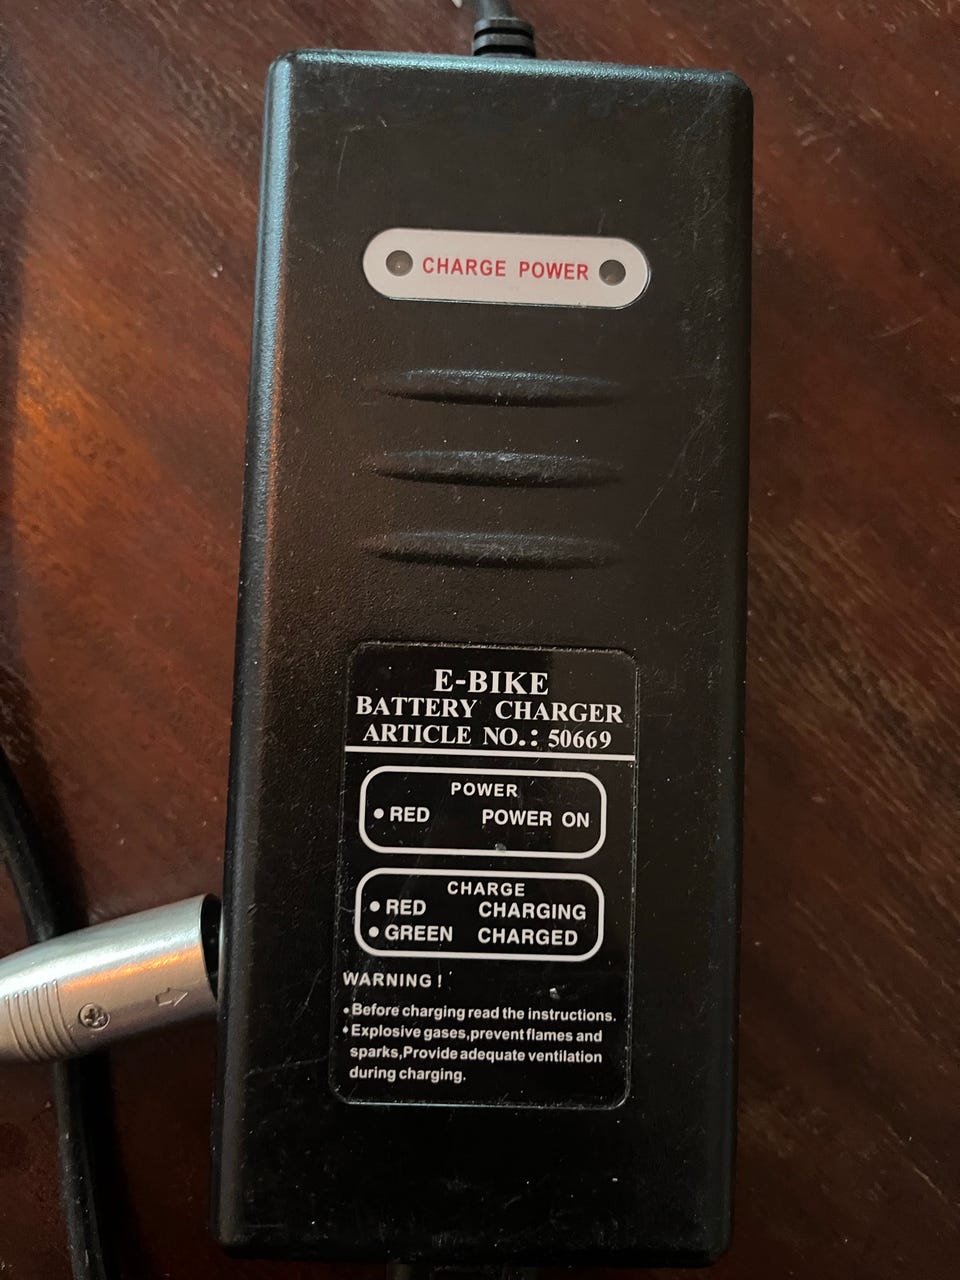 CHARGE POWER
E-BIKE
BATTERY CHARGER
ARTICLE NO.: 50669
POWER
• RED POWER ON
CHARGE
• RED CHARGING
• GREEN CHARGED
WARNING !
• Before charging read the instructions.
• Explosive gases,prevent flames and
sparks,Provide adequate ventilation
during charging.